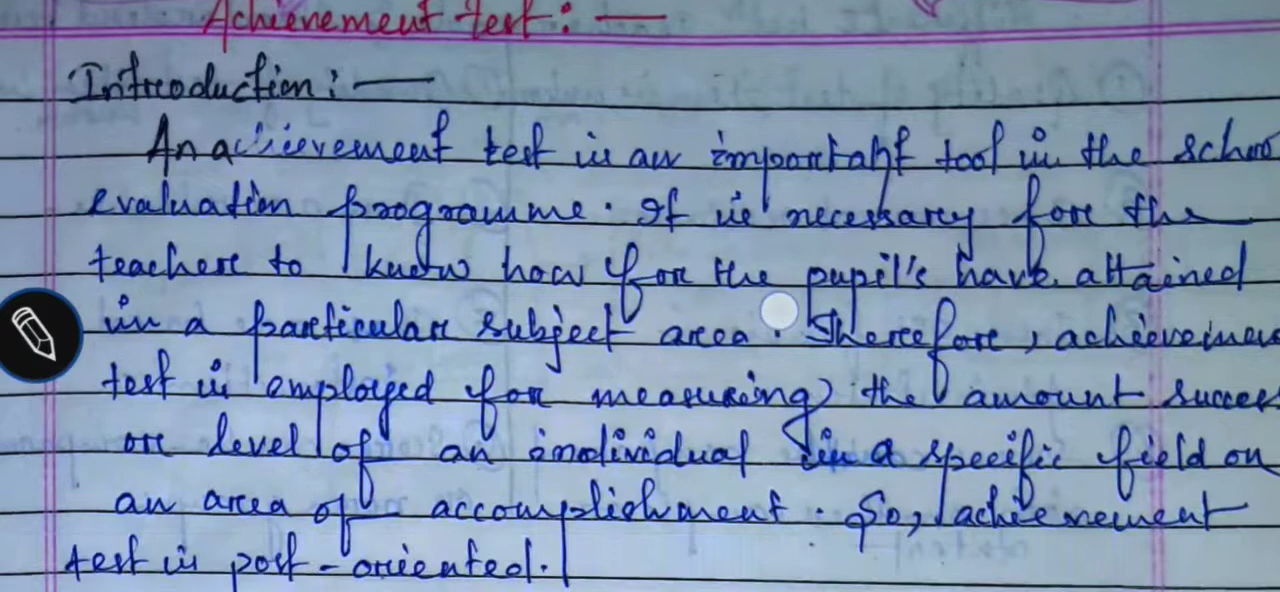 Achievement test : —
Introduction : —
An achievement test is an important tool in the schoo
evaluation programme. It is necessary for the
teacher to know how for the pupil's have attained
in a particular subject area. Therefore, achievemen
test is employed for measuring the amount succes
or level of an individual in a specific field on
an area of accomplishment. So, achievement
test is post-oriented.